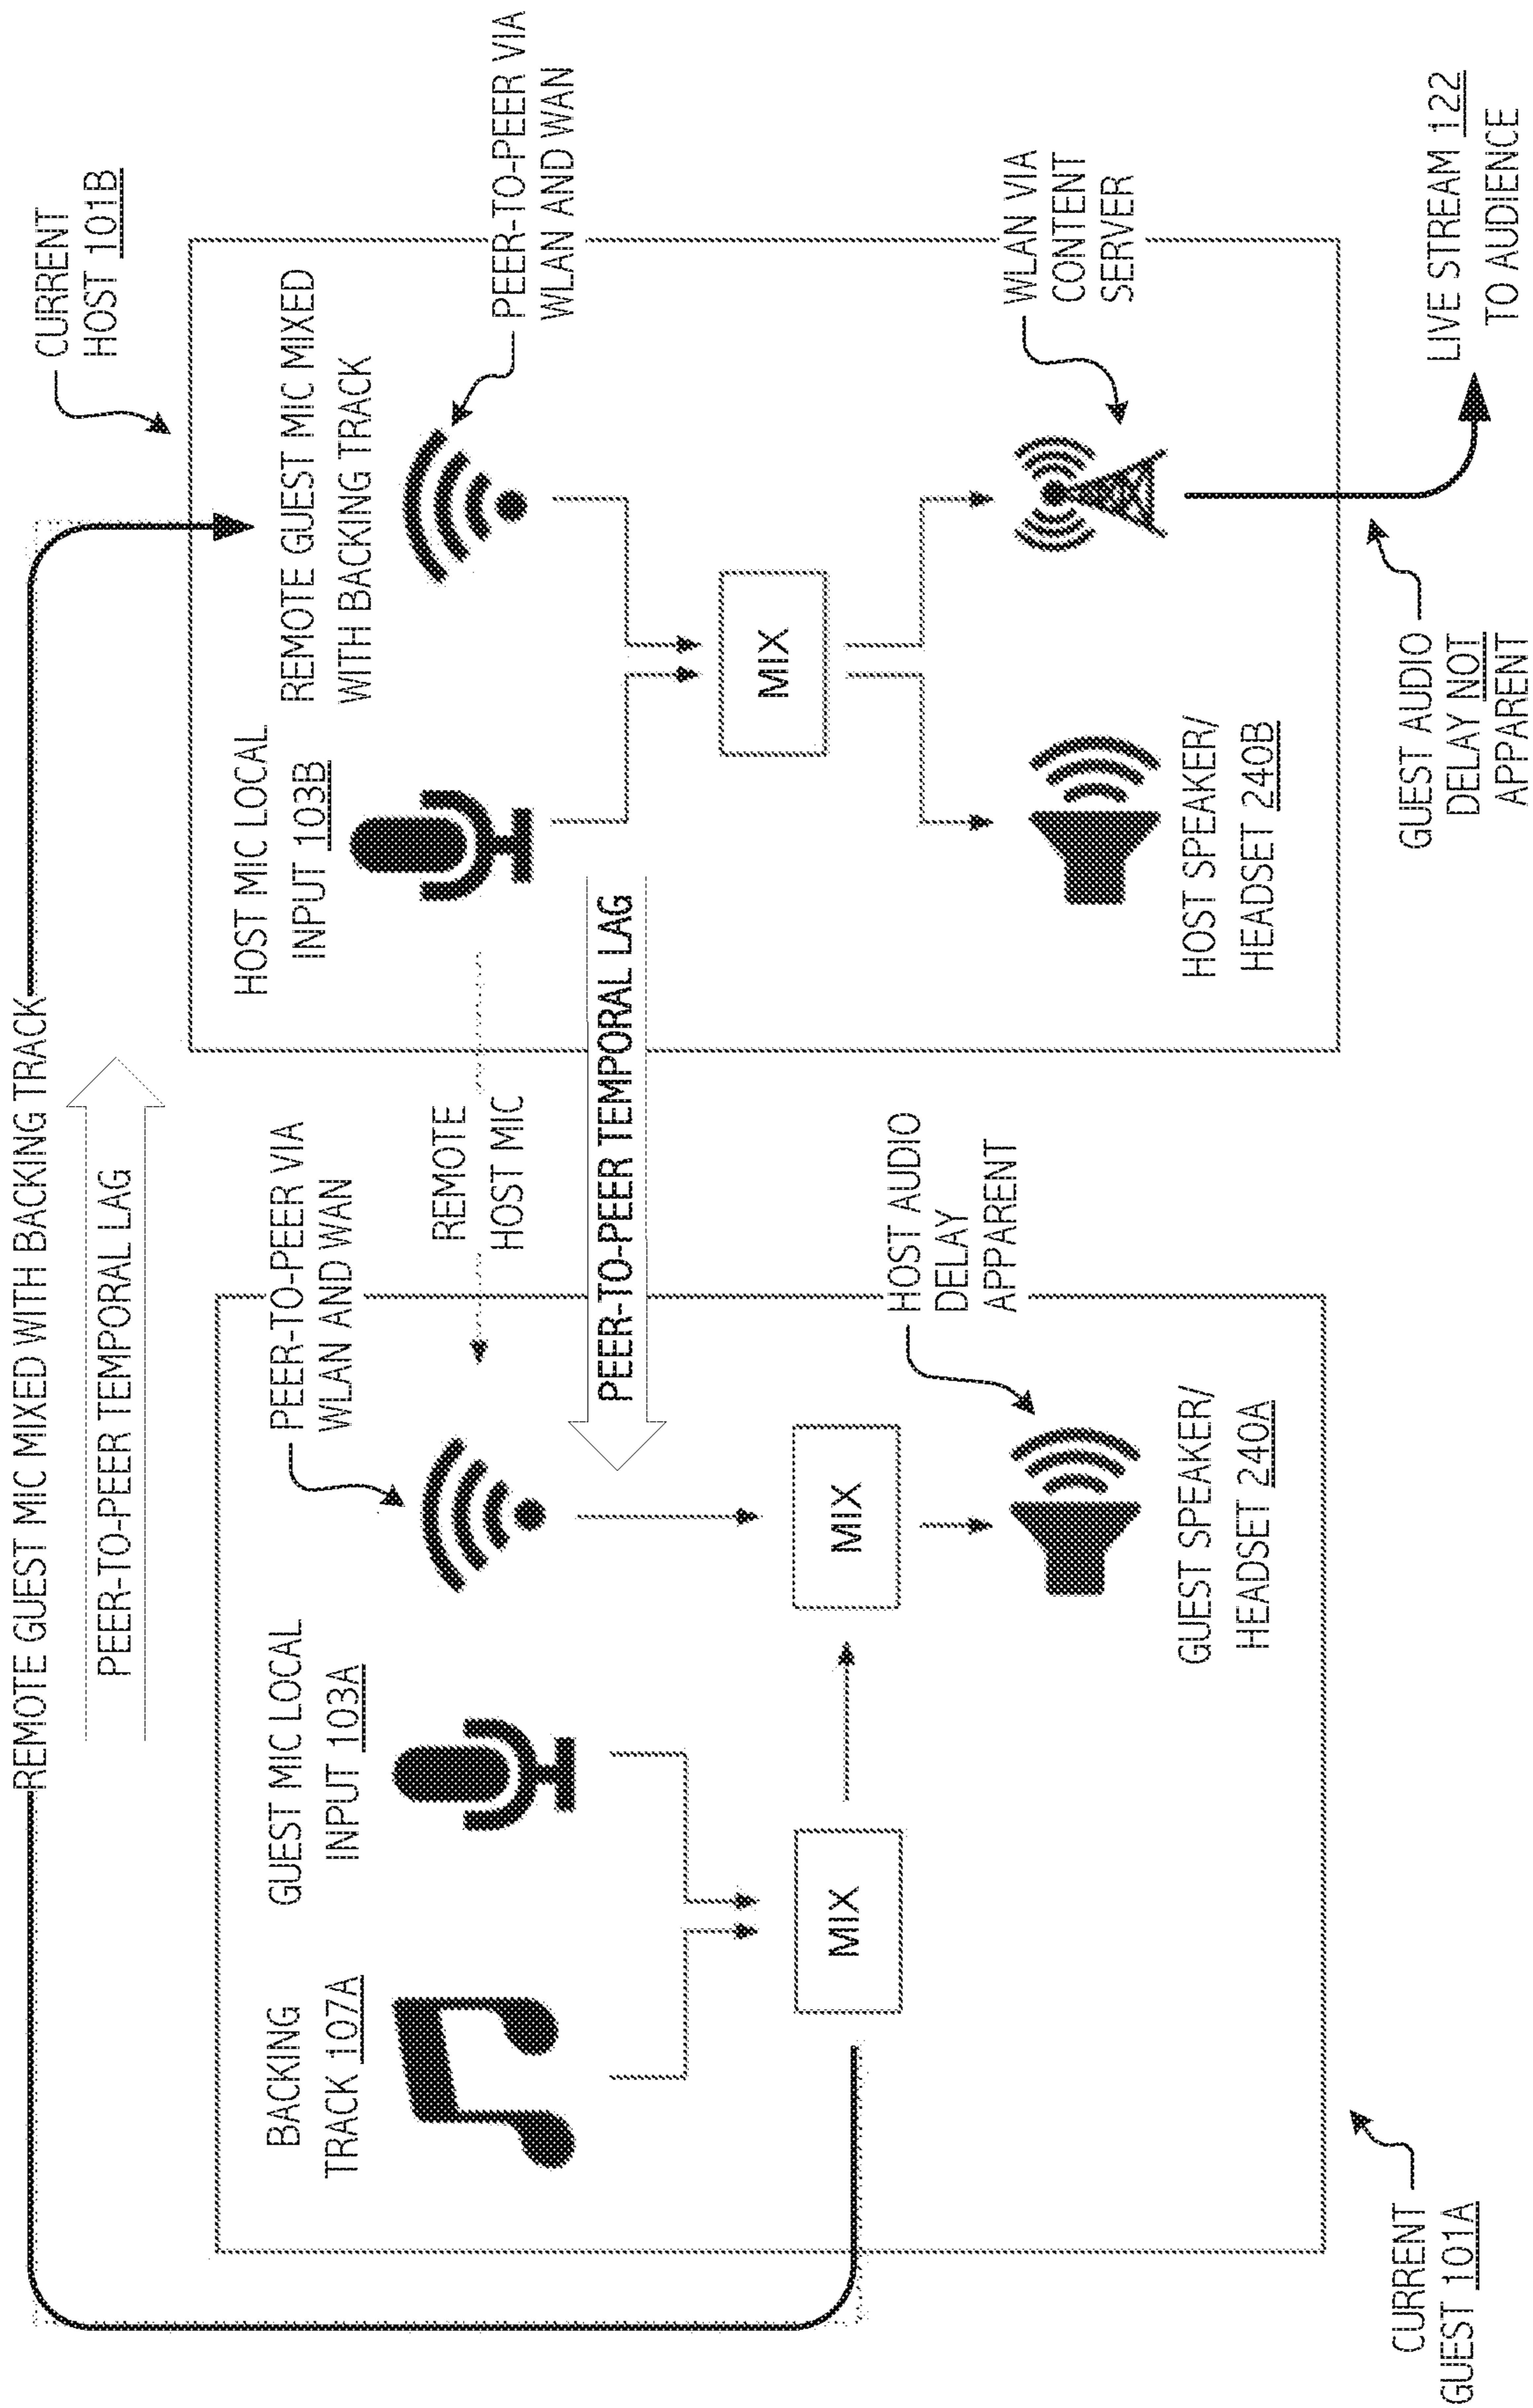 REMOTE GUEST MIC MIXED WITH BACKING TRACK
PEER-TO-PEER TEMPORAL LAG
CURRENT
HOST 101B
BACKING
TRACK 107A
GUEST MIC LOCAL
INPUT 103A
PEER-TO-PEER VIA
WLAN AND WAN
REMOTE
HOST MIC
PEER-TO-PEER TEMPORAL LAG
MIX
MIX
HOST AUDIO
DELAY
APPARENT
GUEST SPEAKER/
HEADSET 240A
CURRENT
GUEST 101A
HOST MIC LOCAL
INPUT 103B
REMOTE GUEST MIC MIXED
WITH BACKING TRACK
PEER-TO-PEER VIA
WLAN AND WAN
MIX
WLAN VIA
CONTENT
SERVER
HOST SPEAKER/
HEADSET 240B
GUEST AUDIO
DELAY NOT
APPARENT
LIVE STREAM 122
TO AUDIENCE